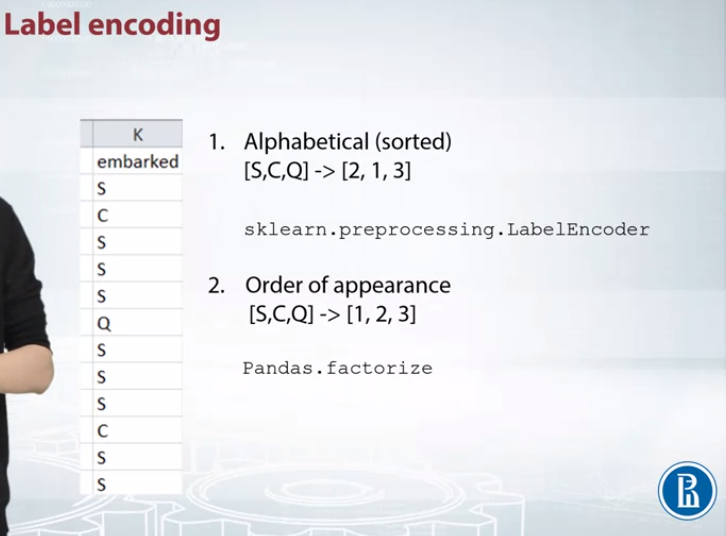 Label encoding
K
embarked
S
C
S
S
S
Q
S
S
S
C
S
S
1. Alphabetical (sorted)
[S,C,Q] -> [2, 1, 3]
sklearn.preprocessing.LabelEncoder
2. Order of appearance
[S,C,Q] -> [1, 2, 3]
Pandas.factorize